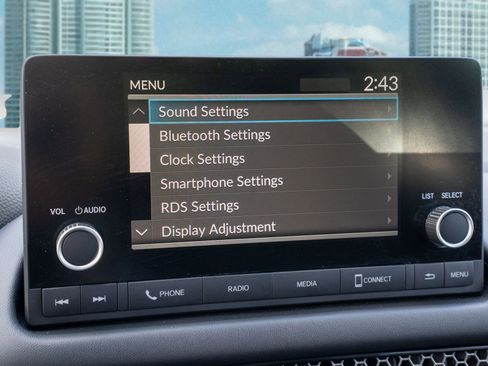 MENU 2:43
Sound Settings
Bluetooth Settings
Clock Settings
Smartphone Settings
RDS Settings
Display Adjustment
VOL AUDIO
LIST SELECT
PHONE RADIO MEDIA CONNECT MENU